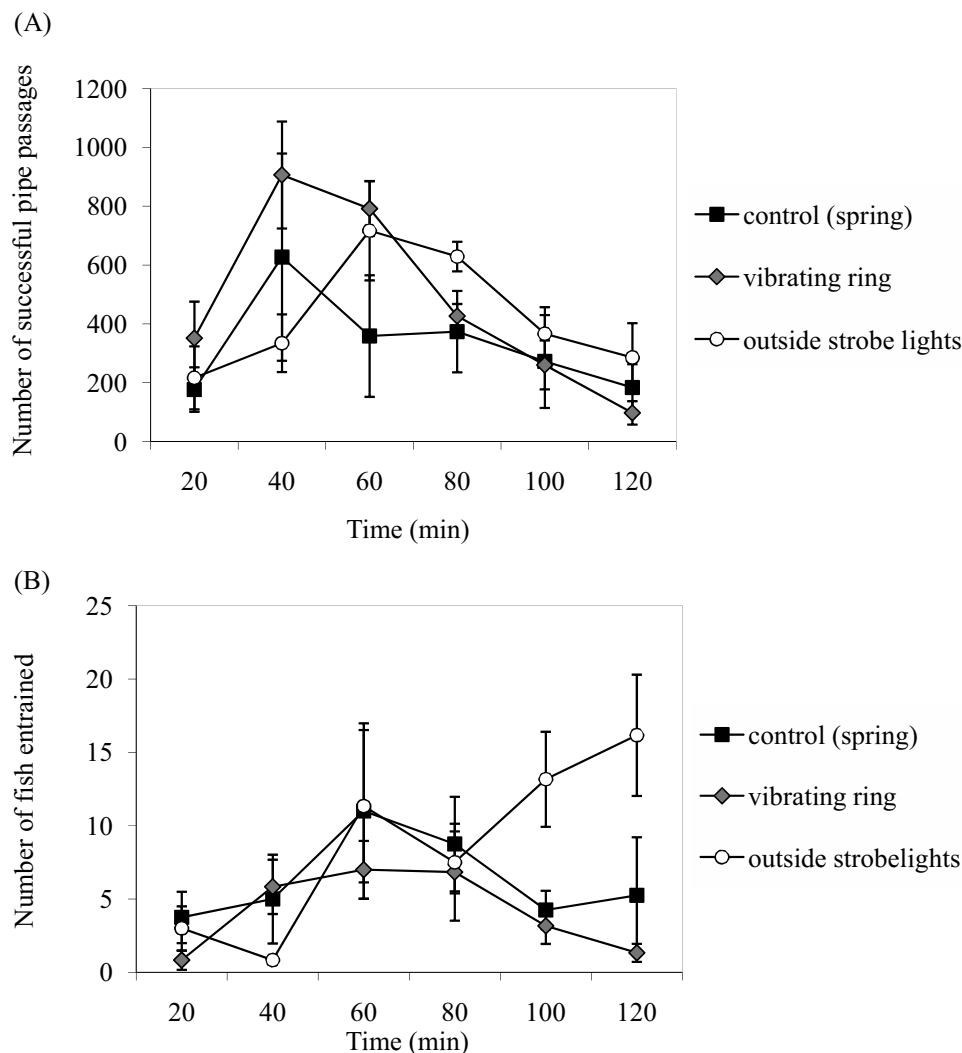 (A)
Number of successful pipe passages
1200
1000
800
600
400
200
0
20 40 60 80 100 120
Time (min)
control (spring)
vibrating ring
outside strobe lights
(B)
Number of fish entrained
25
20
15
10
5
0
20 40 60 80 100 120
Time (min)
control (spring)
vibrating ring
outside strobelights